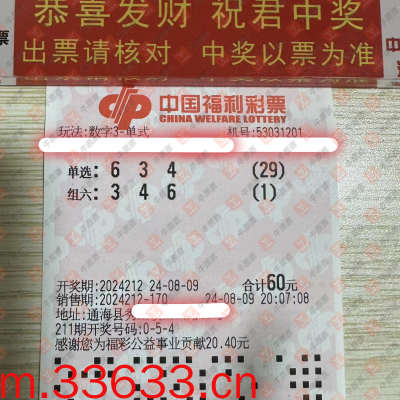 恭喜发财 祝君中奖
出票请核对 中奖以票为准
中国福利彩票
CHINA WELFARE LOTTERY
玩法:数字3-单式 机号:53031201
单选: 6 3 4 (29)
组六: 3 4 6 (1)
开奖期:2024212 24-08-09 合计60元
销售期:2024212-170 24-08-09 20:07:08
地址:通海县
211期开奖号码:0-5-4
感谢您为福彩公益事业贡献20.40元
m.33633.cn